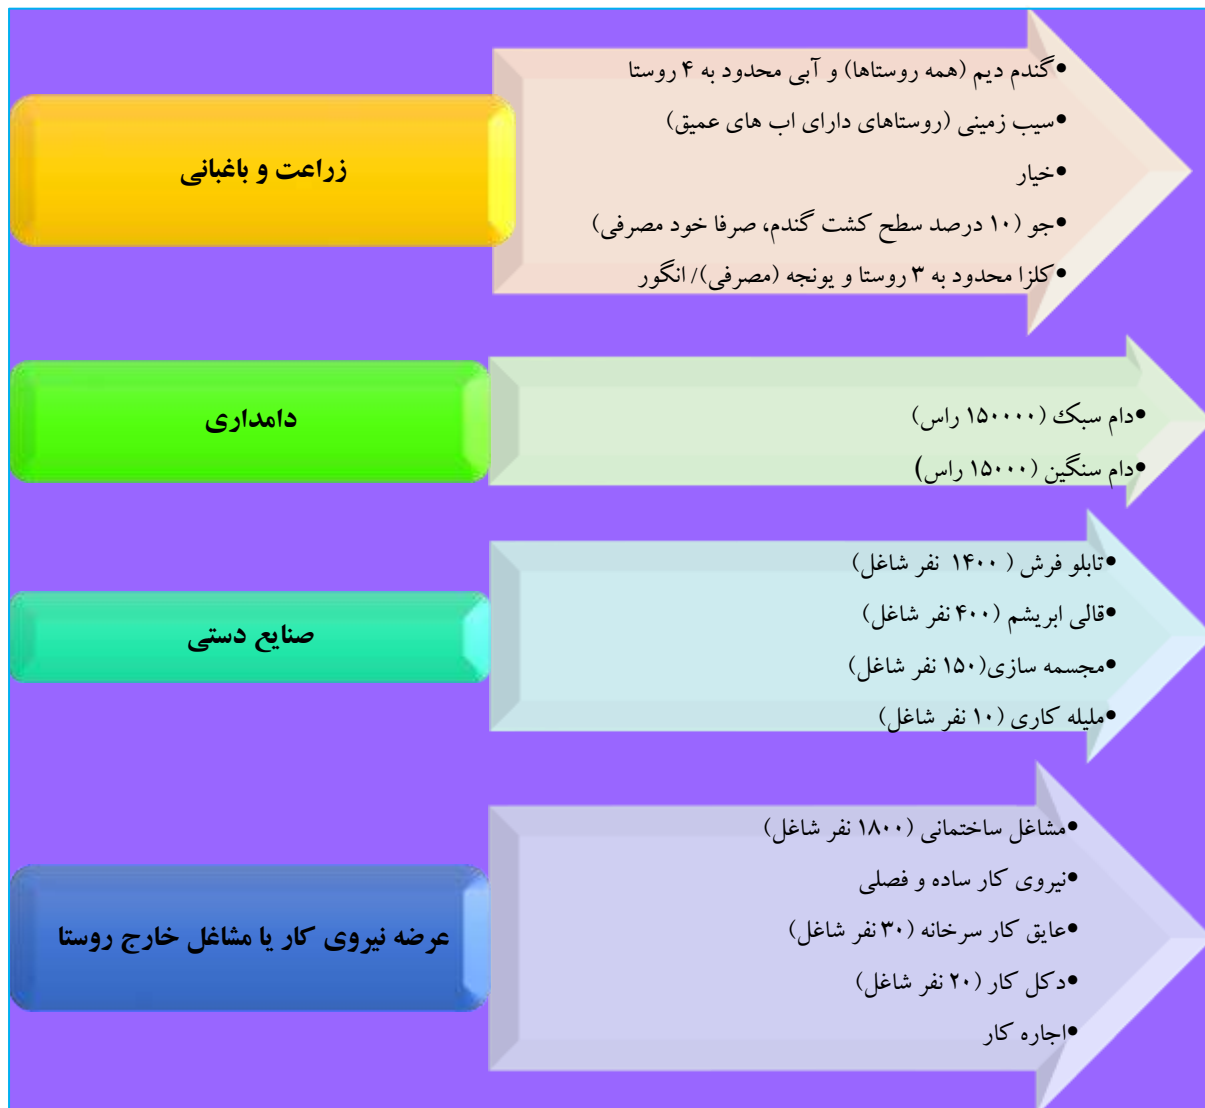 زراعت و باغبانی
•گندم دیم (همه روستاها) و آبی محدود به ۴ روستا
•سیب زمینی (روستاهای دارای اب های عمیق)
•خیار
•جو (۱۰ درصد سطح کشت گندم، صرفا خود مصرفی)
•کلزا محدود به ۳ روستا و یونجه (مصرفی)/ انگور
دامداری
•دام سبک (۱۵۰۰۰۰ راس)
•دام سنگین (۱۵۰۰۰ راس)
صنایع دستی
•تابلو فرش ( ۱۴۰۰ نفر شاغل)
•قالی ابریشم (۴۰۰ نفر شاغل)
•مجسمه سازی(۱۵۰ نفر شاغل)
•ملیله کاری (۱۰ نفر شاغل)
عرضه نیروی کار یا مشاغل خارج روستا
•مشاغل ساختمانی (۱۸۰۰ نفر شاغل)
•نیروی کار ساده و فصلی
•عایق کار سرخانه (۳۰ نفر شاغل)
•دکل کار (۲۰ نفر شاغل)
•اجاره کار